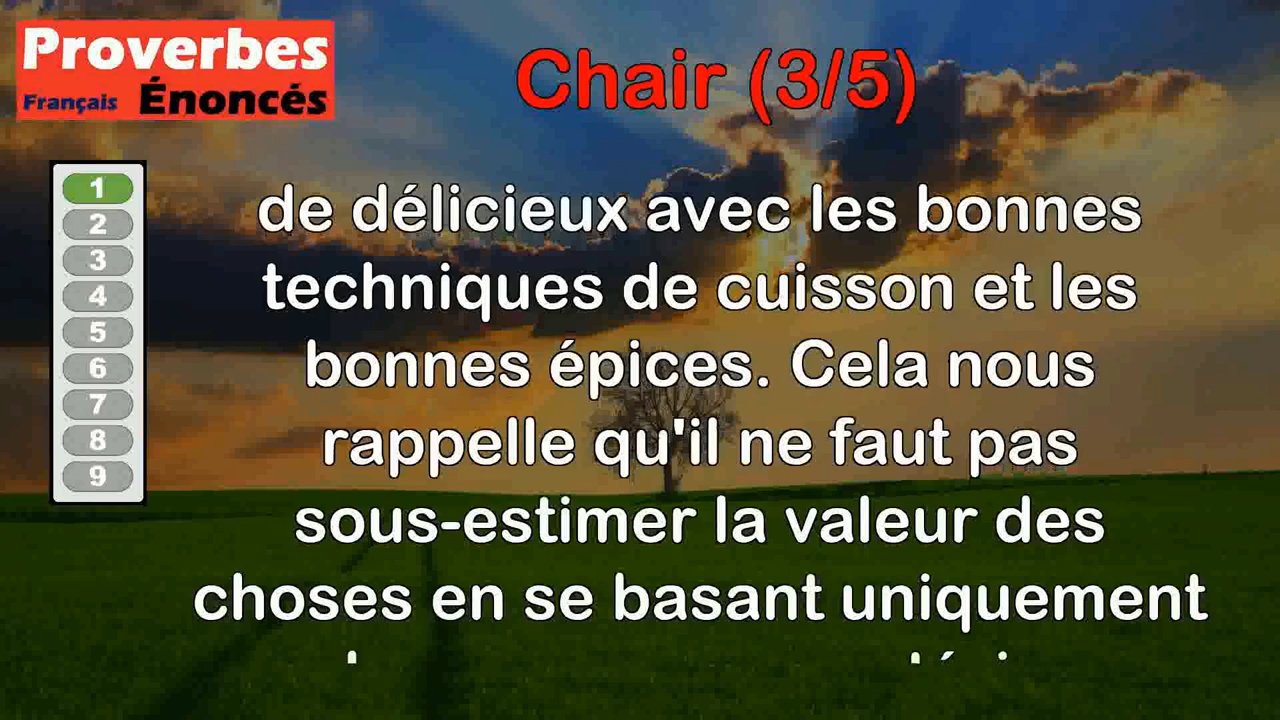 Proverbes
Français Énoncés
Chair (3/5)
1
2
3
4
5
6
7
8
9
de délicieux avec les bonnes
techniques de cuisson et les
bonnes épices. Cela nous
rappelle qu'il ne faut pas
sous-estimer la valeur des
choses en se basant uniquement